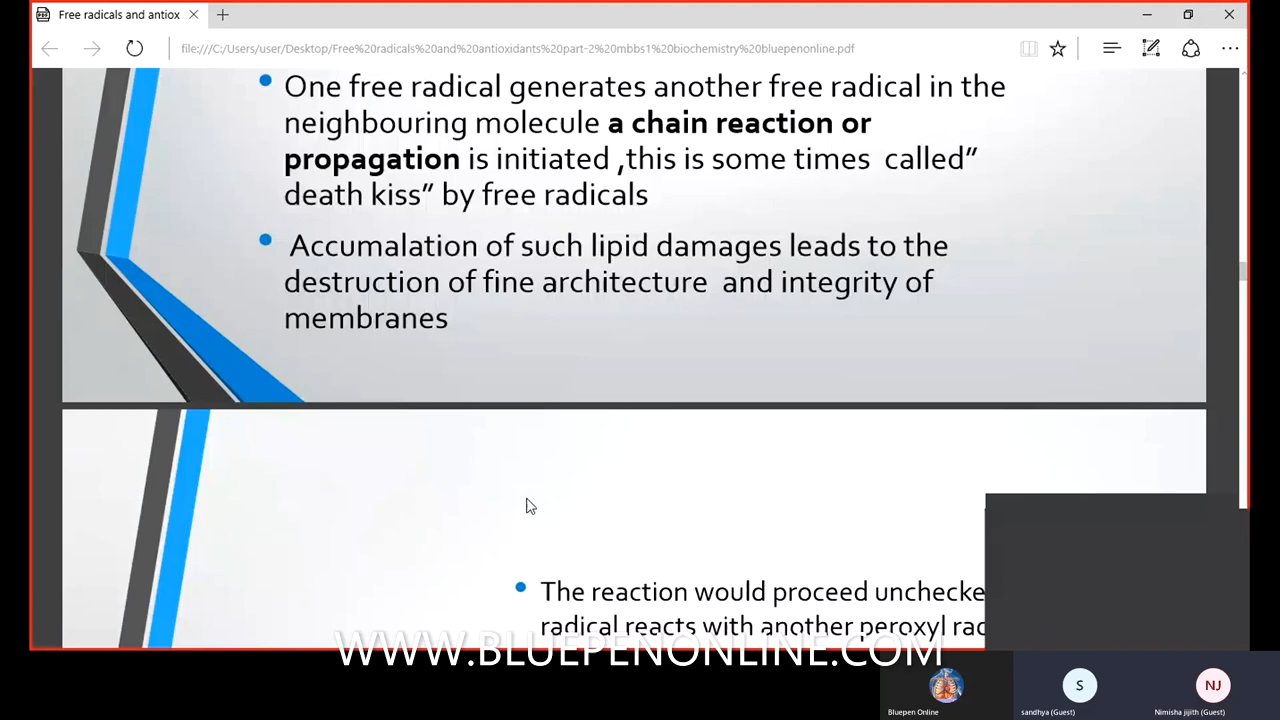 Free radicals and antiox
file:///C:/Users/user/Desktop/Free%20radicals%20and%20antioxidants%20part-2%20mbbs1%20biochemistry%20bluepenonline.pdf
One free radical generates another free radical in the
neighbouring molecule a chain reaction or
propagation is initiated ,this is some times called”
death kiss” by free radicals
Accumalation of such lipid damages leads to the
destruction of fine architecture and integrity of
membranes
The reaction would proceed unchecke
radical reacts with another peroxyl rad
WWW.BLUEPENONLINE.COM
S
NJ
Bluepen Online
sandhya (Guest)
Nimisha jijith (Guest)